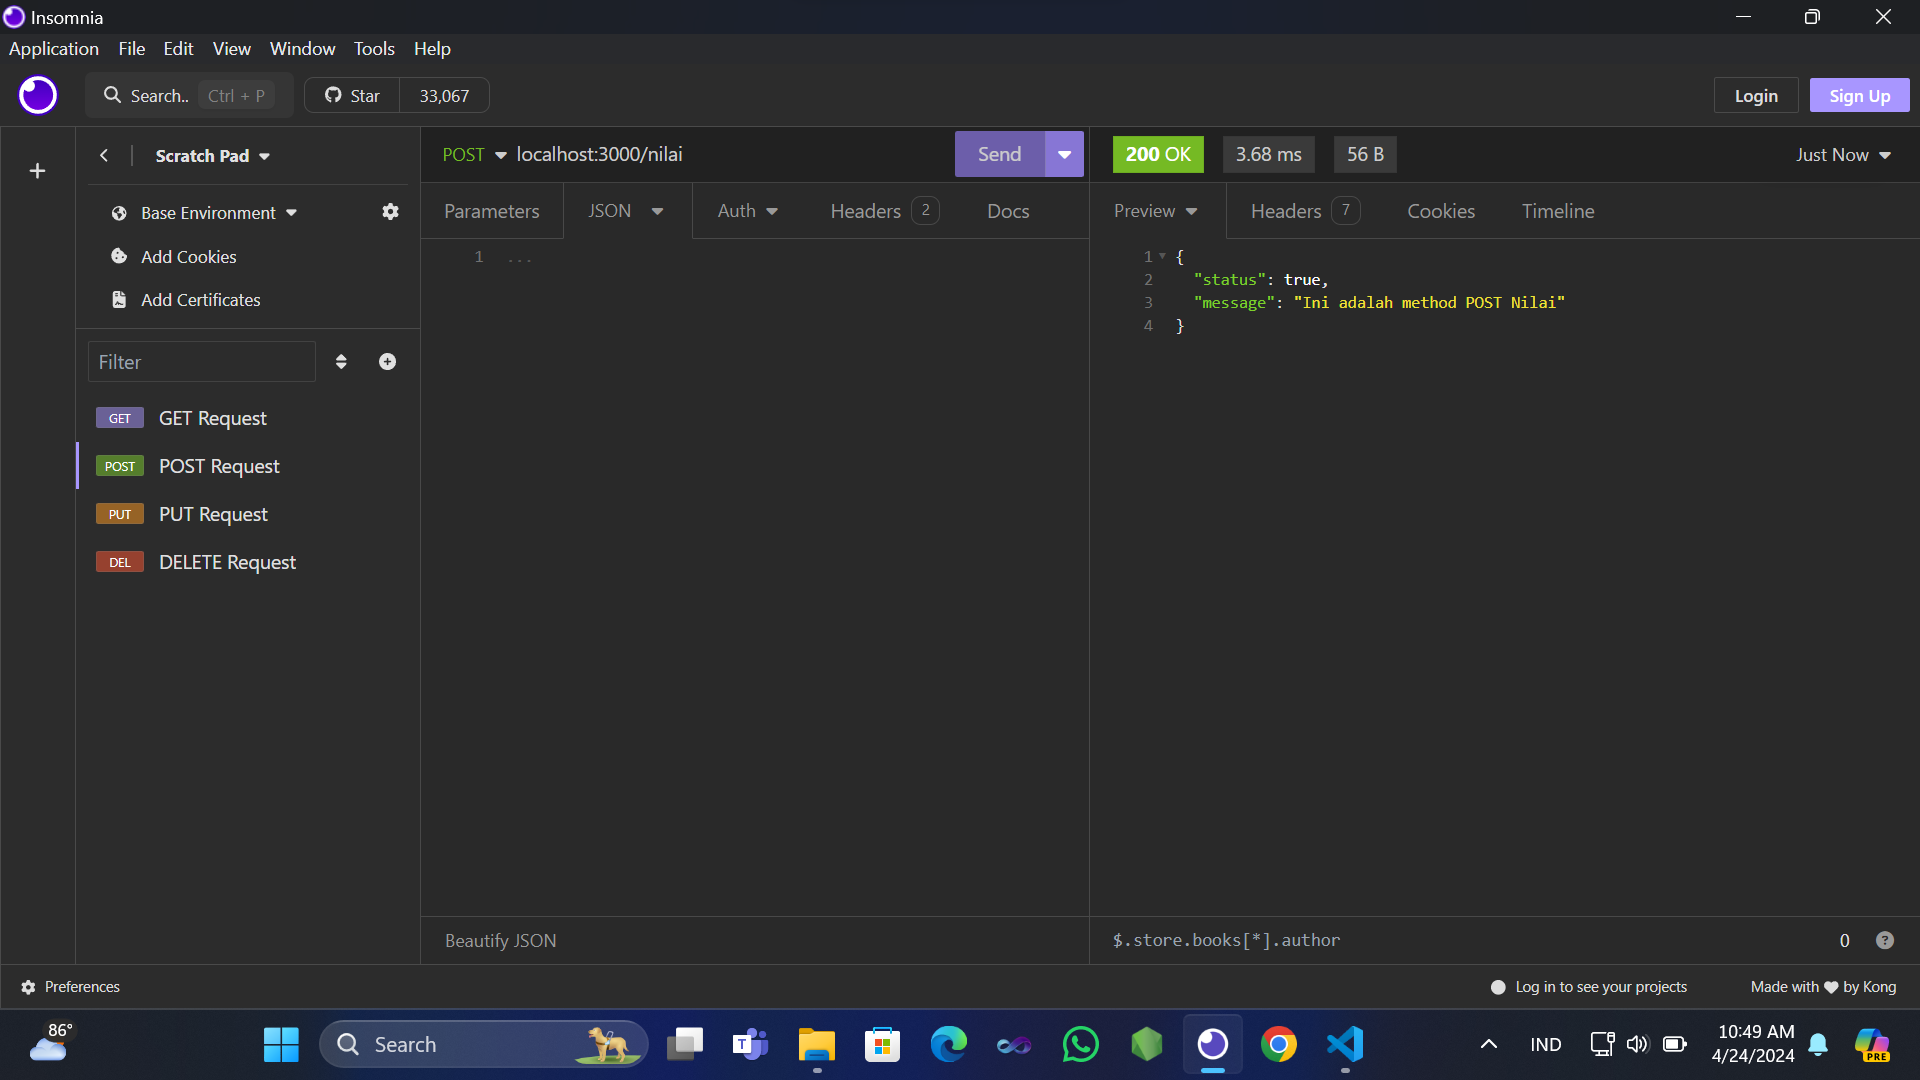 Insomnia
Application File Edit View Window Tools Help
Search.. Ctrl + P Star 33,067 Login Sign Up
Scratch Pad
Base Environment
Add Cookies
Add Certificates
Filter
GET GET Request
POST POST Request
PUT PUT Request
DEL DELETE Request
POST localhost:3000/nilai Send
Parameters JSON Auth Headers 2 Docs
1 ...
Beautify JSON
200 OK 3.68 ms 56 B Just Now
Preview Headers 7 Cookies Timeline
1 {
2 "status": true,
3 "message": "Ini adalah method POST Nilai"
4 }
$.store.books[*].author 0 ?
Preferences Log in to see your projects Made with ♥ by Kong
86° Search T IND 10:49 AM
4/24/2024
PRE